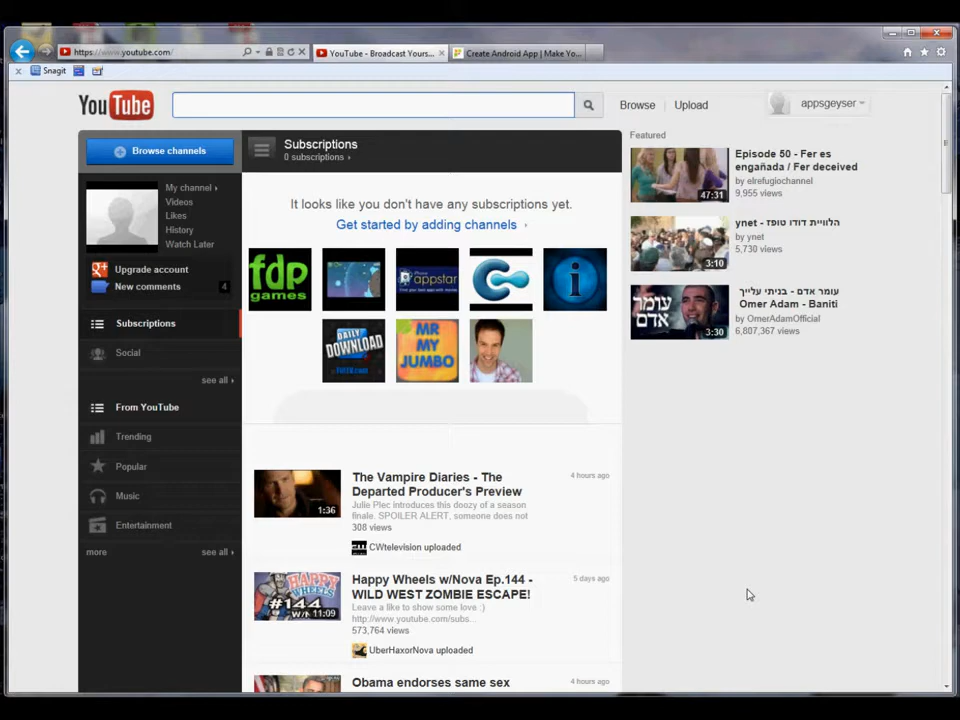 https://www.youtube.com/
YouTube - Broadcast Yours...
Create Android App | Make Yo...
Snagit
YouTube
Browse
Upload
appsgeyser
Browse channels
Subscriptions
0 subscriptions ›
My channel ›
Videos
Likes
History
Watch Later
Upgrade account
New comments
4
Subscriptions
Social
see all ›
From YouTube
Trending
Popular
Music
Entertainment
more
see all ›
It looks like you don't have any subscriptions yet.
Get started by adding channels ›
fdp
games
appstar
i
DAILY
DOWNLOAD
MR
MY
JUMBO
The Vampire Diaries - The
Departed Producer's Preview
4 hours ago
Julie Plec introduces this doozy of a season
finale. SPOILER ALERT, someone does not
308 views
CWtelevision uploaded
1:36
Happy Wheels w/Nova Ep.144 -
WILD WEST ZOMBIE ESCAPE!
5 days ago
Leave a like to show some love :)
http://www.youtube.com/subs...
573,764 views
UberHaxorNova uploaded
HAPPY
WHEELS
#144
11:09
Obama endorses same sex
4 hours ago
Featured
47:31
Episode 50 - Fer es
engañada / Fer deceived
by elrefugiochannel
9,955 views
3:10
ynet - הלוויית דודו טופז
by ynet
5,730 views
עומר
אדם
3:30
עומר אדם - בניתי עלייך
Omer Adam - Baniti
by OmerAdamOfficial
6,807,367 views